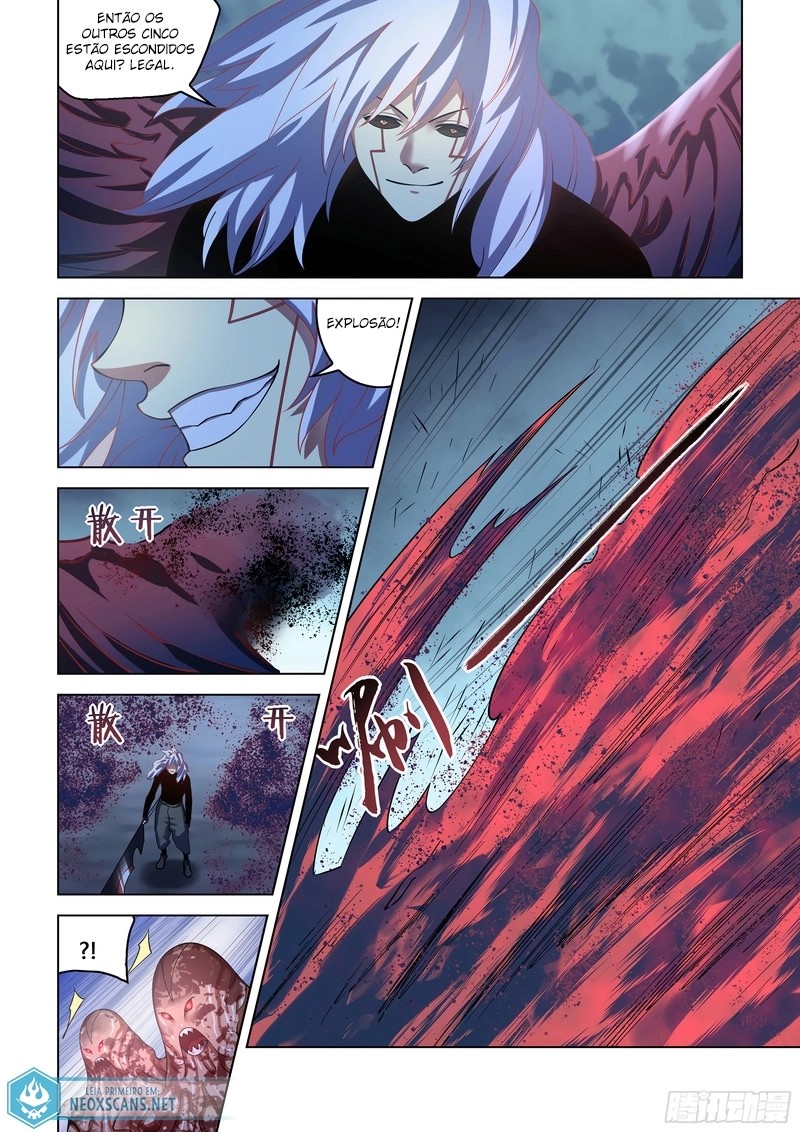 ENTÃO OS
OUTROS CINCO
ESTÃO ESCONDIDOS
AQUI? LEGAL.
EXPLOSÃO!
散开
唰
散 开
?!
LEIA PRIMEIRO EM:
NEOXSCANS.NET
腾讯动漫